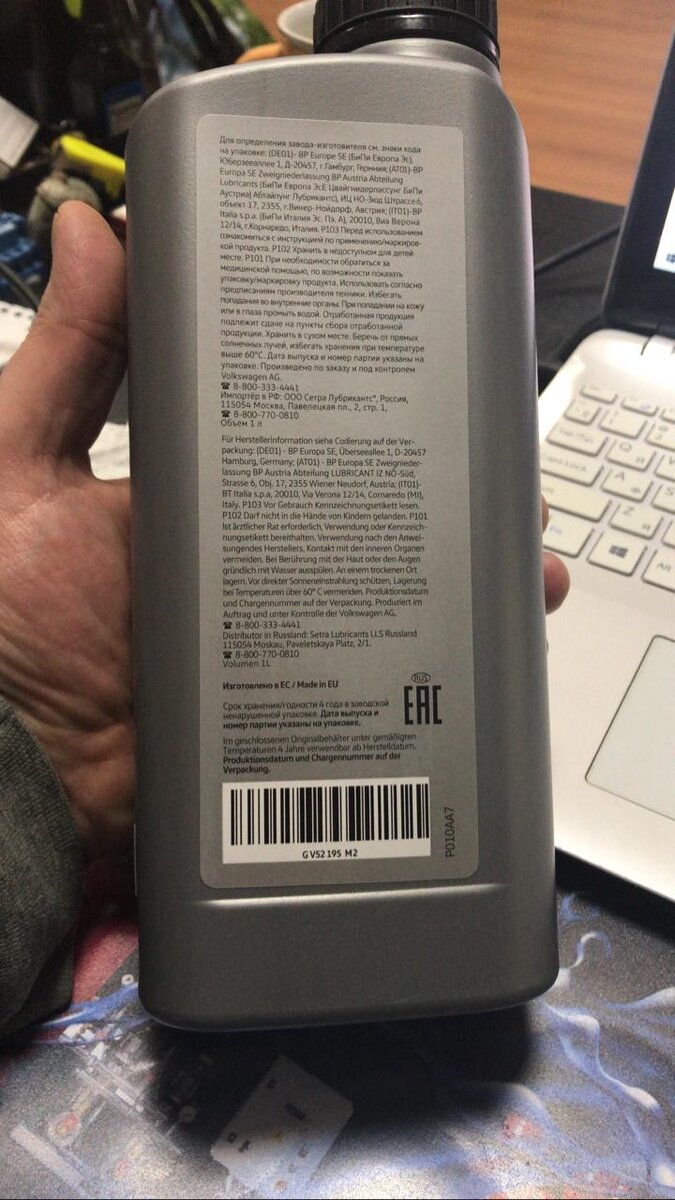 Для определения завода-изготовителя см. знаки кода
на упаковке: (DE01)- BP Europe SE (БиПи Европа Эс),
Юберзееаллее 1, Д-20457, г.Гамбург, Германия; (AT01)-BP
Europa SE Zweigniederlassung BP Austria Abteilung
Lubricants (БиПи Европа ЭсЕ Цвайгнидерлассунг БиПи
Аустриа) Абтайлунг Лубрикантс), ИЦ НО-Зюд Штрассе 6,
объект 17, 2355, г.Винер-Нойдорф, Австрия; (IT01)-BP
Italia s.p.a. (БиПи Италия Эс. Пэ. А), 20010, Виа Верона
12/14, г.Корнаредо, Италия. P103 Перед использованием
ознакомиться с инструкцией по применению/маркиров-
кой продукта. P102 Хранить в недоступном для детей
месте. P101 При необходимости обратиться за
медицинской помощью, по возможности показать
упаковку/маркировку продукта. Использовать согласно
предписаниям производителя техники. Избегать
попадания во внутренние органы. При попадании на кожу
или в глаза промыть водой. Отработанная продукция
подлежит сдаче на пункты сбора отработанной
продукции. Хранить в сухом месте. Беречь от прямых
солнечных лучей, избегать хранения при температуре
выше 60°C. Дата выпуска и номер партии указаны на
упаковке. Произведено по заказу и под контролем
Volkswagen AG.
☎ 8-800-333-4441
Импортёр в РФ: ООО Сетра Лубрикантс", Россия,
115054 Москва, Павелецкая пл., 2, стр. 1,
☎ 8-800-770-0810
Объем 1 л
Für Herstellerinformation siehe Codierung auf der Ver-
packung: (DE01) - BP Europa SE, Überseeallee 1, D-20457
Hamburg, Germany; (AT01) - BP Europa SE Zweignieder-
lassung BP Austria Abteilung LUBRICANT IZ NÖ-Süd,
Strasse 6, Obj. 17, 2355 Wiener Neudorf, Austria; (IT01)-
BT Italia s.p.a, 20010, Via Verona 12/14, Cornaredo (MI),
Italy. P103 Vor Gebrauch Kennzeichnungsetikett lesen.
P102 Darf nicht in die Hände von Kindern gelanden. P101
Ist ärztlicher Rat erforderlich, Verwendung oder Kennzeich-
nungsetikett bereithalten. Verwendung nach den Anwei-
sungendes Herstellers. Kontakt mit den inneren Organen
vermeiden. Bei Berührung mit der Haut oder den Augen
gründlich mit Wasser ausspülen. An einem trockenen Ort
lagern. Vor direkter Sonneneinstrahlung schützen, Lagerung
bei Temperaturen über 60° C vermeriden. Produktionsdatum
und Chargennummer auf der Verpackung. Produziert im
Auftrag und unter Kontrolle der Volkswagen AG.
☎ 8-800-333-4441
Distributor in Russland: Setra Lubricants LLS Russland
115054 Moskau, Paveletskaya Platz, 2/1.
☎ 8-800-770-0810
Volumen 1L
Изготовлено в ЕС / Made in EU
RUS
EAC
Срок хранения/годности 4 года в заводской
ненарушенной упаковке. Дата выпуска и
номер партии указаны на упаковке.
Im geschlossenen Originalbehälter unter gemäßigten
Temperaturen 4 Jahre verwendbar ab Herstelldatum.
Produktionsdatum und Chargennummer auf der
Verpackung.
G V52 195 M2
P010AA7
Caps Lock
Q
A
Z
Fn
Alt